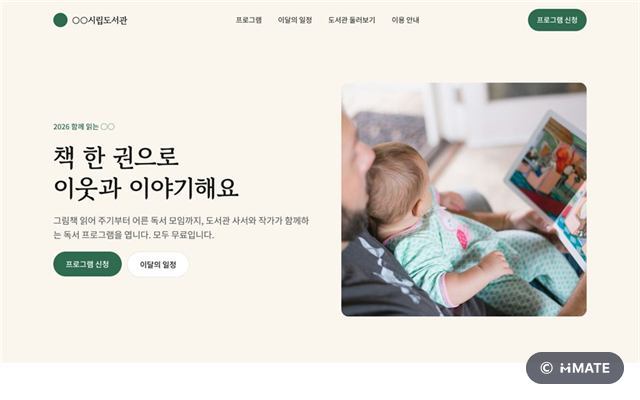 ○○시립도서관
프로그램 이달의 일정 도서관 둘러보기 이용 안내
프로그램 신청
2026 함께 읽는 ○○
책 한 권으로
이웃과 이야기해요
그림책 읽어 주기부터 어른 독서 모임까지, 도서관 사서와 작가가 함께하
는 독서 프로그램을 엽니다. 모두 무료입니다.
프로그램 신청 이달의 일정
© MMATE